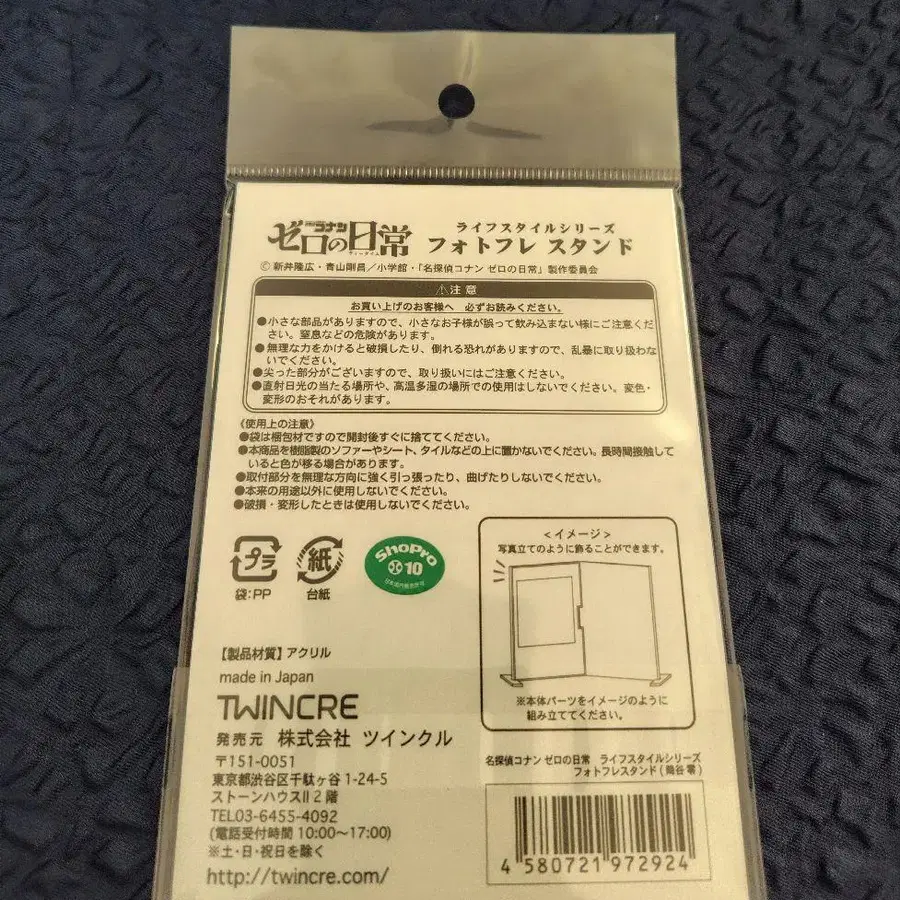 コナン
ゼロの日常
ティータイム
ライフスタイルシリーズ
フォトフレ スタンド
© 新井隆広・青山剛昌／小学館・「名探偵コナン ゼロの日常」製作委員会
⚠注意
お買い上げのお客様へ 必ずお読みください。
●小さな部品がありますので、小さなお子様が誤って飲み込まない様にご注意くだ
さい。窒息などの危険があります。
●無理な力をかけると破損したり、倒れる恐れがありますので、乱暴に取り扱わな
いでください。
●尖った部分がございますので、取り扱いにはご注意ください。
●直射日光の当たる場所や、高温多湿の場所での使用はしないでください。変色・
変形のおそれがあります。
《使用上の注意》
●袋は梱包材ですので開封後すぐに捨ててください。
●本商品を樹脂製のソファーやシート、タイルなどの上に置かないでください。長時間接触して
いると色が移る場合があります。
●取付部分を無理な方向に強く引っ張ったり、曲げたりしないでください。
●本来の用途以外に使用しないでください。
●破損・変形したときは使用しないでください。
プラ
袋:PP
紙
台紙
ShoPro
10
日本国内販売許可
＜イメージ＞
写真立てのように飾ることができます。
※本体パーツをイメージのように
組み立ててください。
【製品材質】アクリル
made in Japan
TWINCRE
発売元 株式会社 ツインクル
〒151-0051
東京都渋谷区千駄ヶ谷1-24-5
ストーンハウスII 2階
TEL03-6455-4092
(電話受付時間 10:00〜17:00)
※土・日・祝日を除く
http://twincre.com/
名探偵コナン ゼロの日常 ライフスタイルシリーズ
フォトフレスタンド(降谷 零)
4 580721 972924